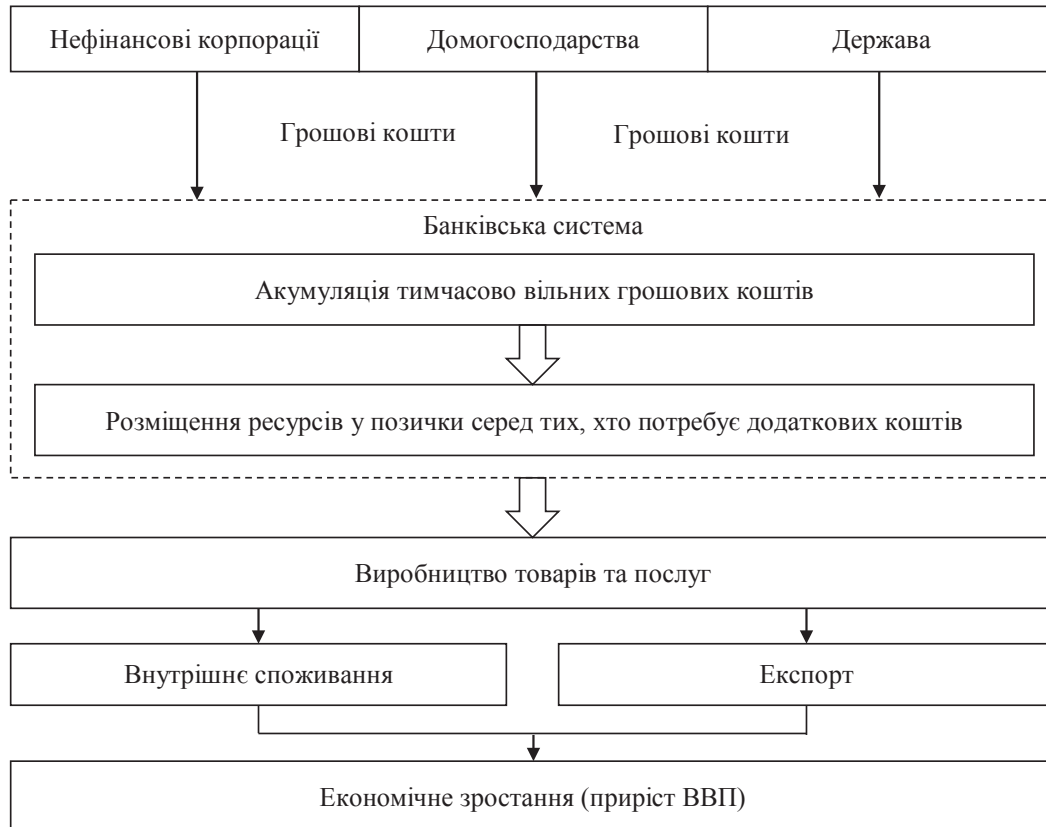 Нефінансові корпорації
Домогосподарства
Держава
Грошові кошти
Грошові кошти
Банківська система
Акумуляція тимчасово вільних грошових коштів
Розміщення ресурсів у позички серед тих, хто потребує додаткових коштів
Виробництво товарів та послуг
Внутрішнє споживання
Експорт
Економічне зростання (приріст ВВП)